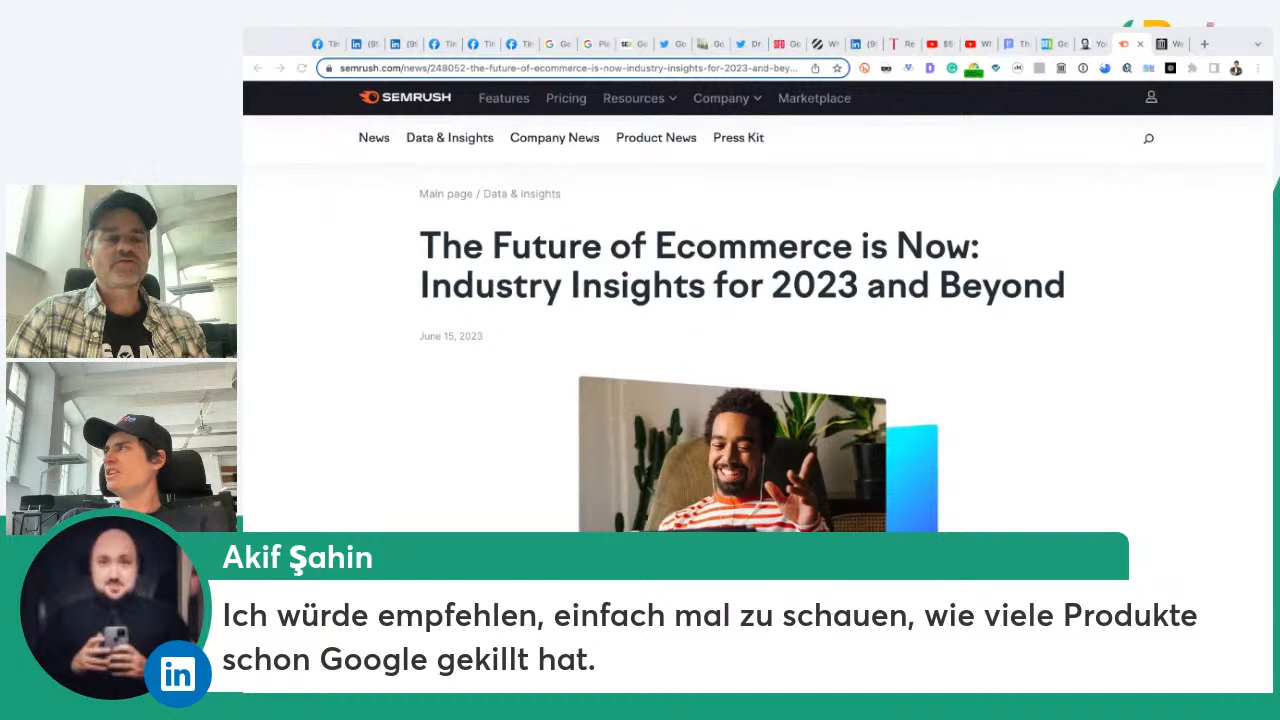 semrush.com/news/248052-the-future-of-ecommerce-is-now-industry-insights-for-2023-and-bey...
SEMRUSH Features Pricing Resources Company Marketplace
News Data & Insights Company News Product News Press Kit
Main page / Data & Insights
The Future of Ecommerce is Now:
Industry Insights for 2023 and Beyond
June 15, 2023
Akif Şahin
Ich würde empfehlen, einfach mal zu schauen, wie viele Produkte
schon Google gekillt hat.
in